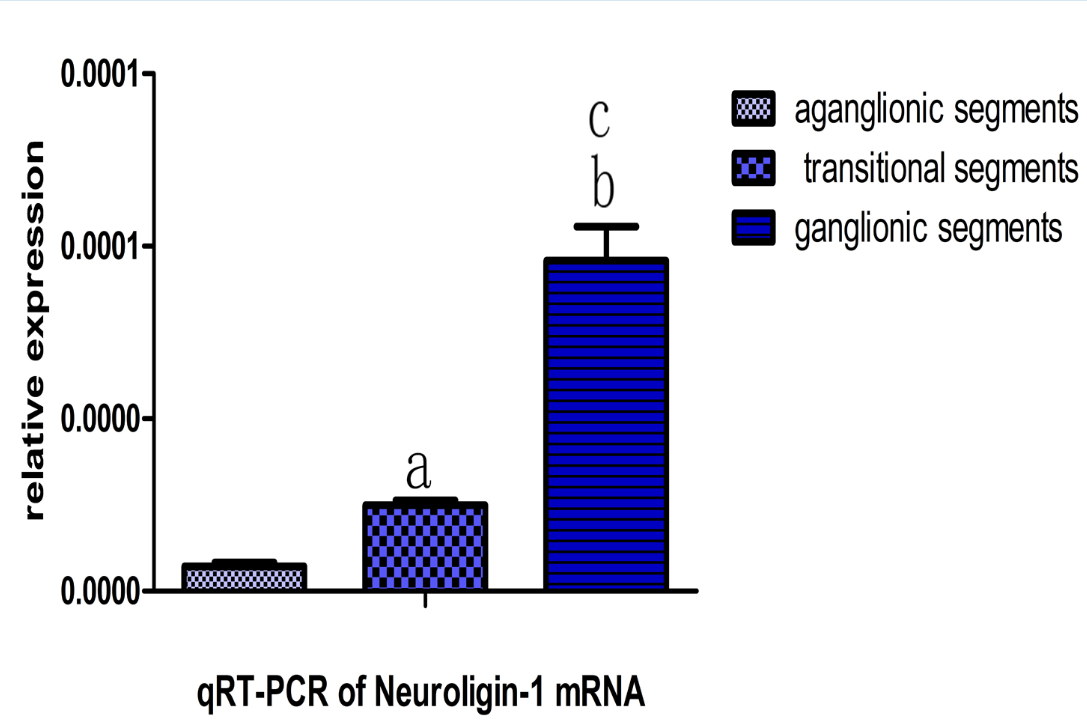 0.0001
0.0001
0.0000
0.0000
relative expression
a
c
b
aganglionic segments
transitional segments
ganglionic segments
qRT-PCR of Neuroligin-1 mRNA